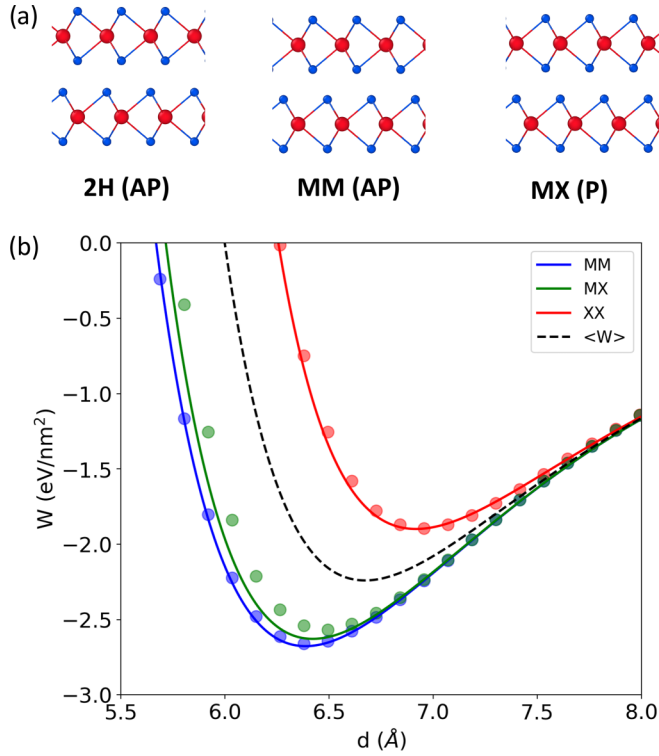 (a)
2H (AP) MM (AP) MX (P)
(b)
MM
MX
XX
<W>
0.0
−0.5
−1.0
−1.5
−2.0
−2.5
−3.0
W (eV/nm²)
5.5 6.0 6.5 7.0 7.5 8.0
d (Å)